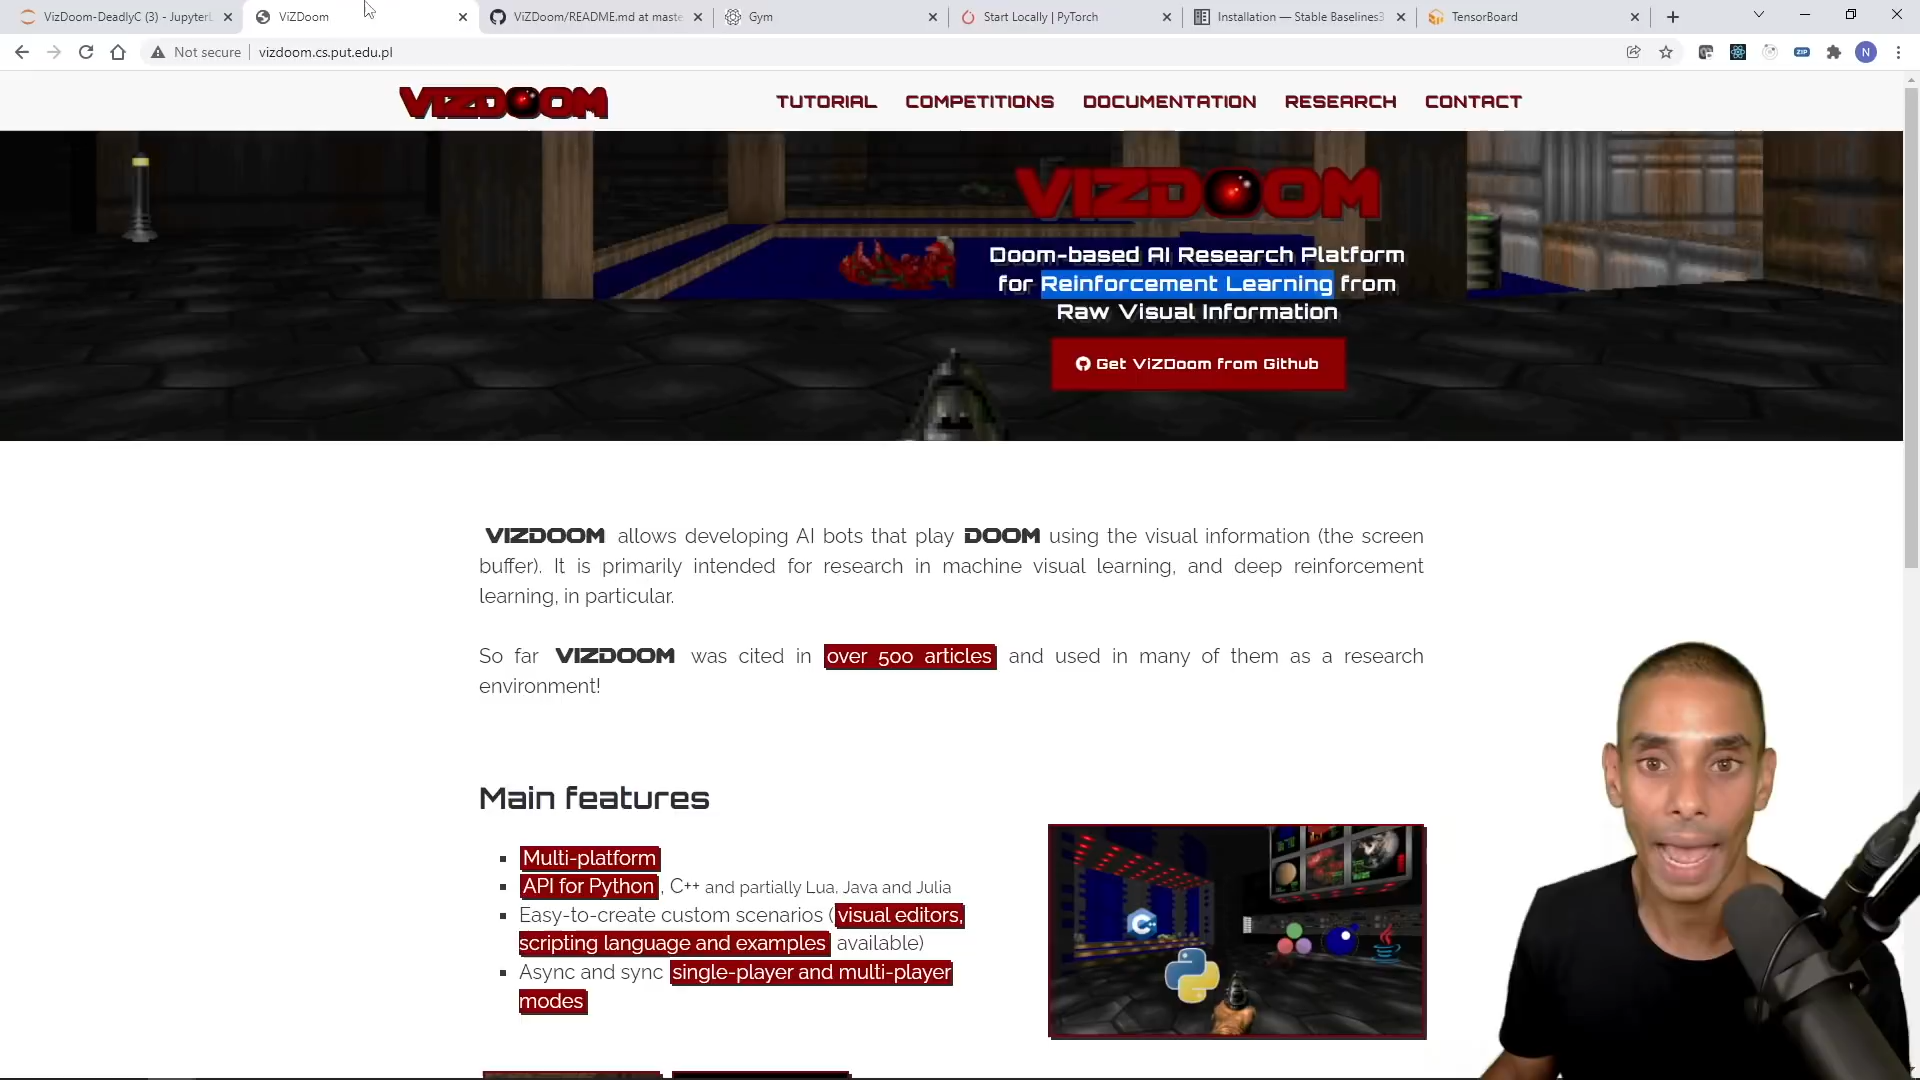 VizDoom-DeadlyC (3) - JupyterL
ViZDoom
ViZDoom/README.md at maste
Gym
Start Locally | PyTorch
Installation — Stable Baselines3
TensorBoard
Not secure
vizdoom.cs.put.edu.pl
ZIP
N
VIZDOOM
TUTORIAL
COMPETITIONS
DOCUMENTATION
RESEARCH
CONTACT
VIZDOOM
Doom-based AI Research Platform
for Reinforcement Learning from
Raw Visual Information
Get ViZDoom from Github
VIZDOOM allows developing AI bots that play DOOM using the visual information (the screen
buffer). It is primarily intended for research in machine visual learning, and deep reinforcement
learning, in particular.
So far VIZDOOM was cited in over 500 articles and used in many of them as a research
environment!
Main features
Multi-platform
API for Python , C++ and partially Lua, Java and Julia
Easy-to-create custom scenarios ( visual editors,
scripting language and examples available)
Async and sync single-player and multi-player
modes
C++